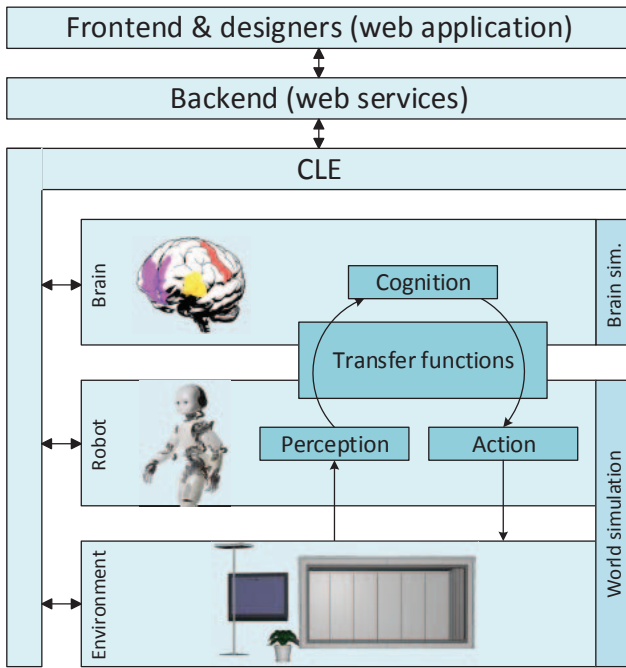 Frontend & designers (web application)
Backend (web services)
CLE
Brain
Cognition
Brain sim.
Transfer functions
Robot
Perception
Action
World simulation
Environment